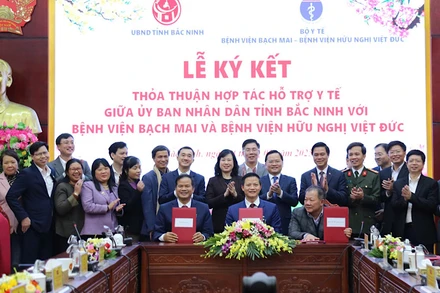 UBND TỈNH BẮC NINH
BỘ Y TẾ
BỆNH VIỆN BẠCH MAI - BỆNH VIỆN HỮU NGHỊ VIỆT ĐỨC
LỄ KÝ KẾT
THỎA THUẬN HỢP TÁC HỖ TRỢ Y TẾ
GIỮA ỦY BAN NHÂN DÂN TỈNH BẮC NINH VỚI
BỆNH VIỆN BẠCH MAI VÀ BỆNH VIỆN HỮU NGHỊ VIỆT ĐỨC